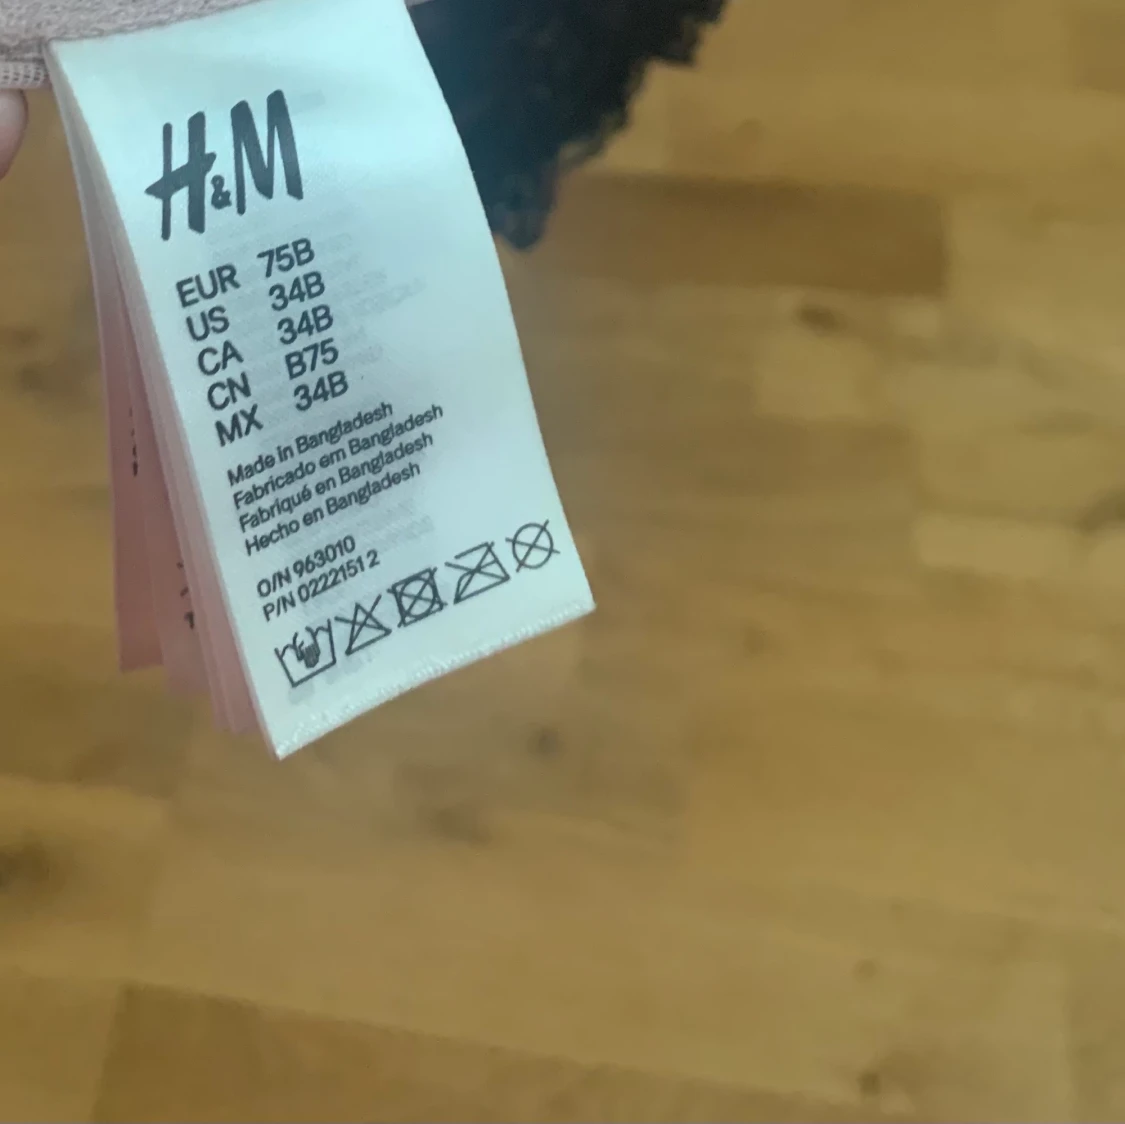 H&M
EUR 75B
US 34B
CA 34B
CN B75
MX 34B
Made in Bangladesh
Fabricado em Bangladesh
Fabriqué en Bangladesh
Hecho en Bangladesh
O/N 963010
P/N 0222151 2